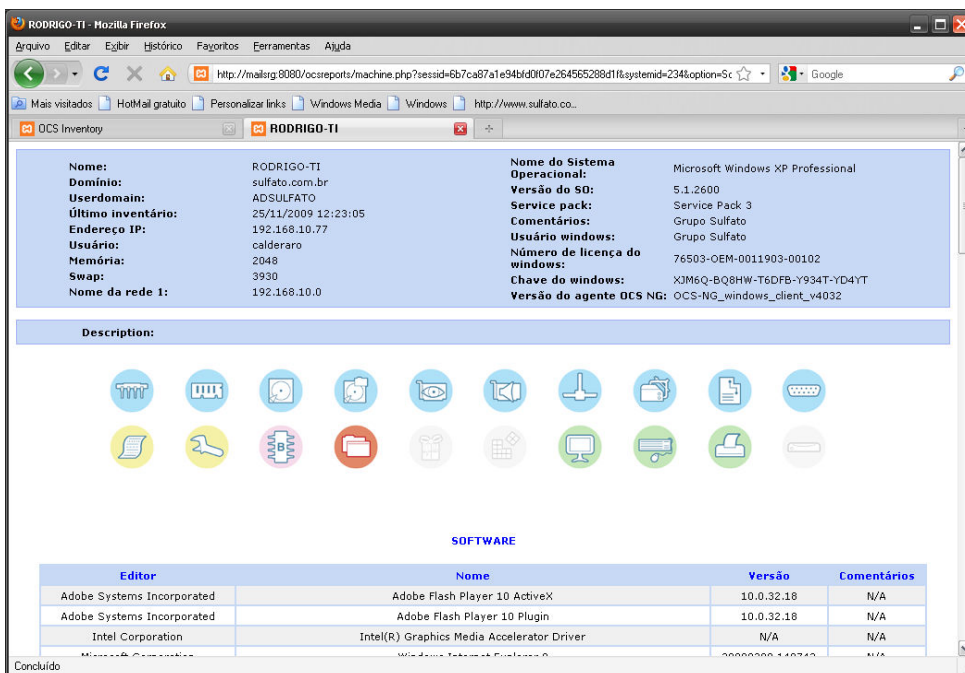 RODRIGO-TI - Mozilla Firefox
Arquivo Editar Exibir Histórico Favoritos Ferramentas Ajuda
http://mailsrg:8080/ocsreports/machine.php?sessid=6b7ca87a1e94bfd0f07e264565288d1f&systemid=234&option=Sc
Google
Mais visitados HotMail gratuito Personalizar links Windows Media Windows http://www.sulfato.co...
OCS Inventory RODRIGO-TI
Nome: RODRIGO-TI
Domínio: sulfato.com.br
Userdomain: ADSULFATO
Último inventário: 25/11/2009 12:23:05
Endereço IP: 192.168.10.77
Usuário: calderaro
Memória: 2048
Swap: 3930
Nome da rede 1: 192.168.10.0
Nome do Sistema
Operacional: Microsoft Windows XP Professional
Versão do SO: 5.1.2600
Service pack: Service Pack 3
Comentários: Grupo Sulfato
Usuário windows: Grupo Sulfato
Número de licença do
windows: 76503-OEM-0011903-00102
Chave do windows: XJM6Q-BQ8HW-T6DFB-Y934T-YD4YT
Versão do agente OCS NG: OCS-NG_windows_client_v4032
Description:
B
SOFTWARE
Editor Nome Versão Comentários
Adobe Systems Incorporated Adobe Flash Player 10 ActiveX 10.0.32.18 N/A
Adobe Systems Incorporated Adobe Flash Player 10 Plugin 10.0.32.18 N/A
Intel Corporation Intel(R) Graphics Media Accelerator Driver N/A N/A
Microsoft Corporation Windows Internet Explorer 8 N/A
Concluído